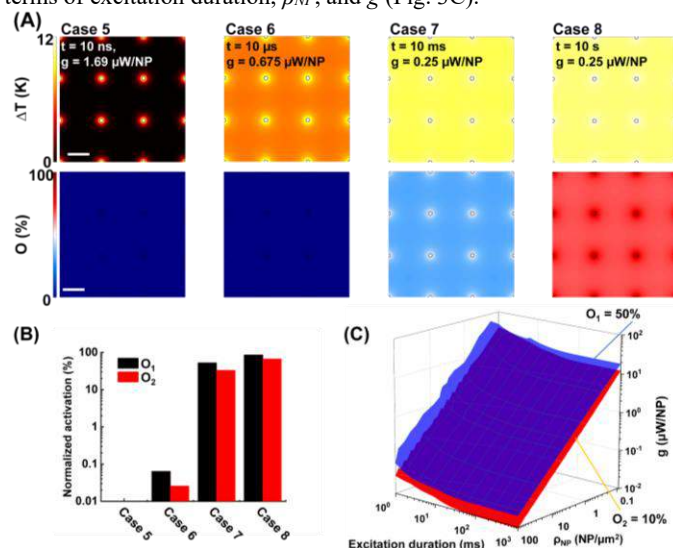 terms of excitation duration, ρM , and g (Fig. 3C).
(A) Case 5 Case 6 Case 7 Case 8
t = 10 ns, t = 10 µs t = 10 ms t = 10 s
g = 1.69 µW/NP g = 0.675 µW/NP g = 0.25 µW/NP g = 0.25 µW/NP
12
ΔT (K)
0
100
O (%)
0
(B) (C)
Normalized activation (%)
100
10
1
0.1
0.01
O₁
O₂
Case 5
Case 6
Case 7
Case 8
O₁ = 50%
10²
10¹
10⁰
10⁻¹
10⁻²
g (µW/NP)
0.1
1
10
100
ρNP (NP/µm²)
O₂ = 10%
10⁰
10¹
10²
10³
Excitation duration (ms)